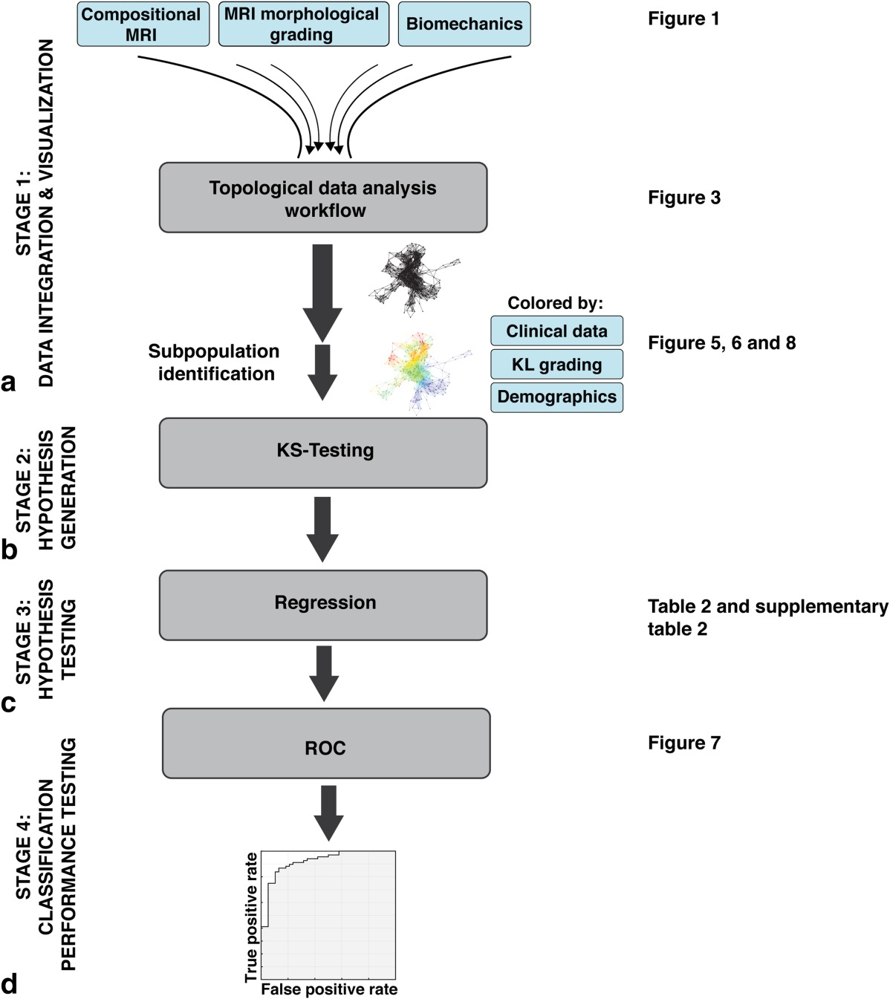 Compositional
MRI
MRI morphological
grading
Biomechanics
Figure 1
STAGE 1:
DATA INTEGRATION & VISUALIZATION
Topological data analysis
workflow
Figure 3
Colored by:
Clinical data
KL grading
Demographics
Figure 5, 6 and 8
Subpopulation
identification
a
STAGE 2:
HYPOTHESIS
GENERATION
KS-Testing
b
STAGE 3:
HYPOTHESIS
TESTING
Regression
Table 2 and supplementary
table 2
c
STAGE 4:
CLASSIFICATION
PERFORMANCE TESTING
ROC
Figure 7
True positive rate
False positive rate
d